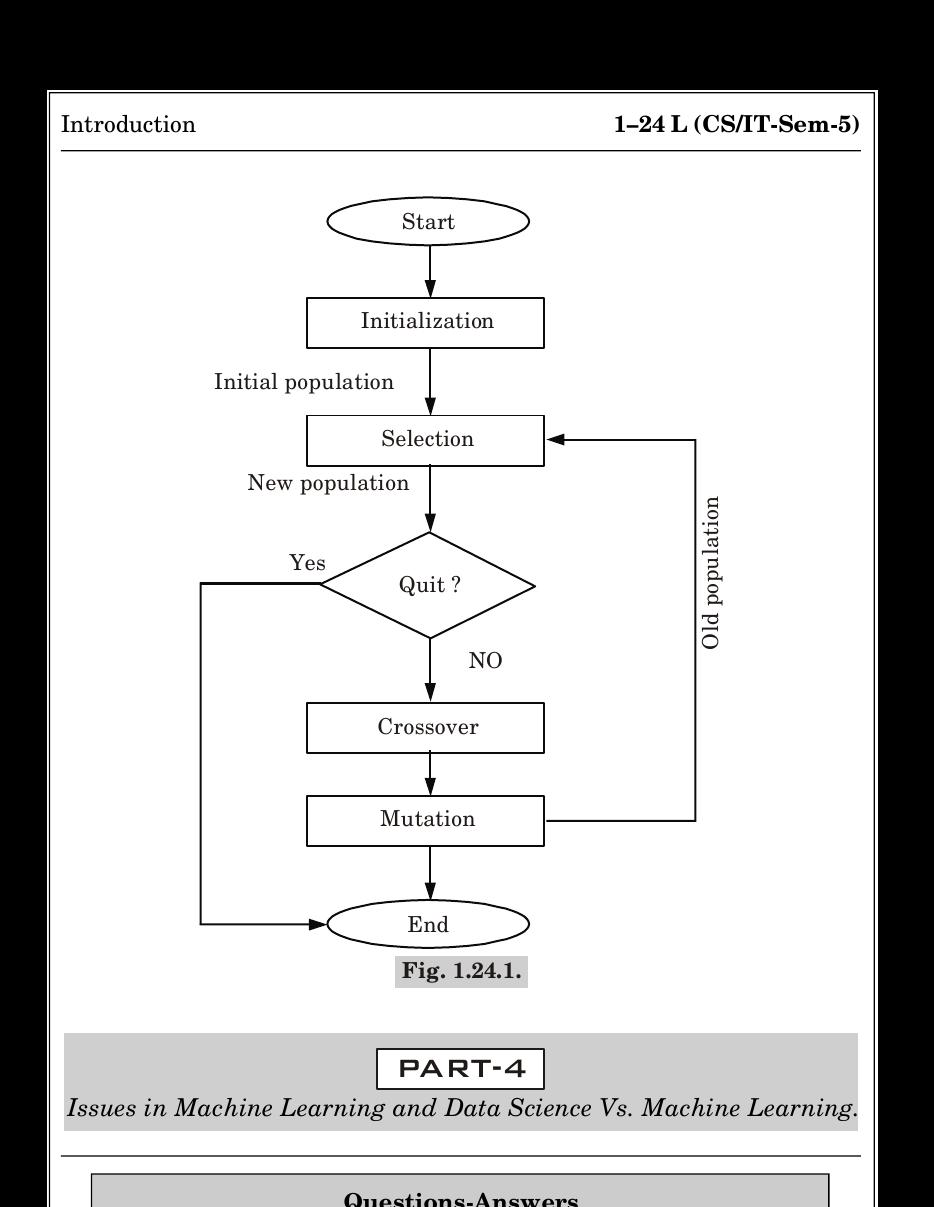 Introduction 1–24 L (CS/IT-Sem-5)
Start
Initialization
Initial population
Selection
New population
Yes
Quit ?
Old population
NO
Crossover
Mutation
End
Fig. 1.24.1.
PART-4
Issues in Machine Learning and Data Science Vs. Machine Learning.
Questions-Answers